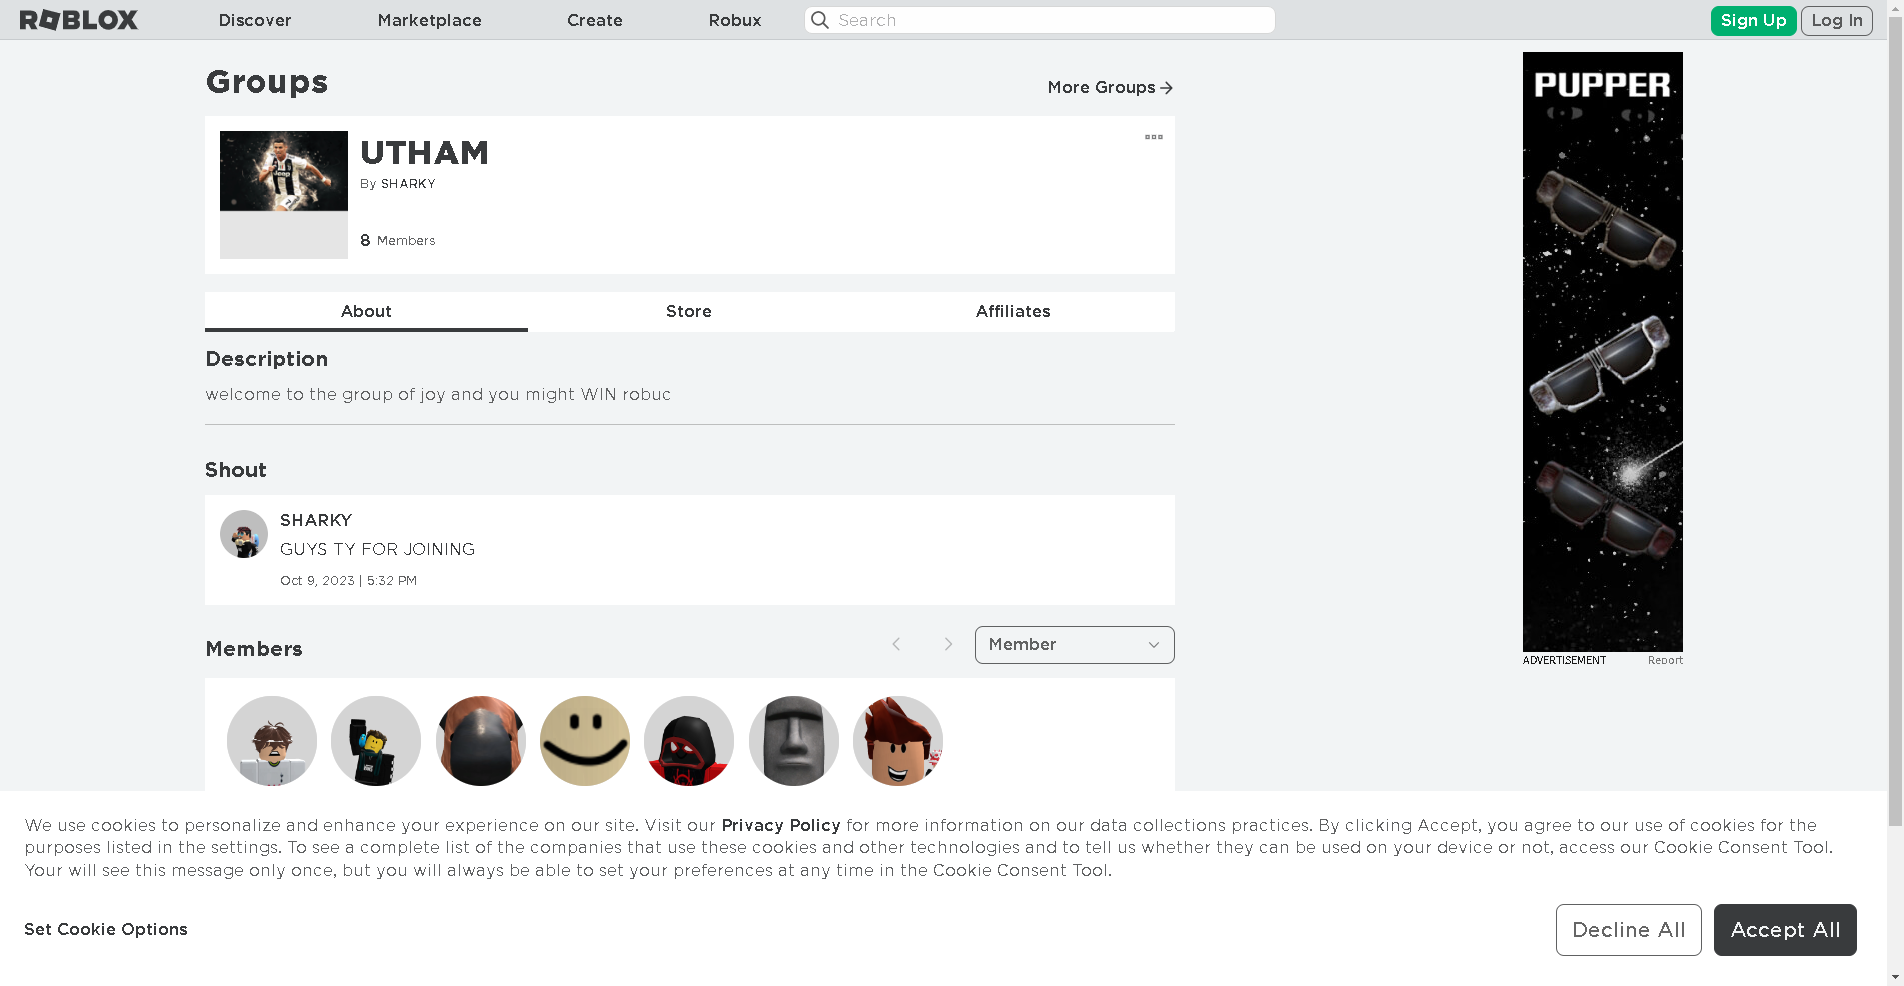 ROBLOX
Discover
Marketplace
Create
Robux
Search
Sign Up
Log In
Groups
More Groups
UTHAM
By SHARKY
8 Members
About
Store
Affiliates
Description
welcome to the group of joy and you might WIN robuc
Shout
SHARKY
GUYS TY FOR JOINING
Oct 9, 2023 | 5:32 PM
Members
Member
PUPPER
ADVERTISEMENT
Report
We use cookies to personalize and enhance your experience on our site. Visit our Privacy Policy for more information on our data collections practices. By clicking Accept, you agree to our use of cookies for the
purposes listed in the settings. To see a complete list of the companies that use these cookies and other technologies and to tell us whether they can be used on your device or not, access our Cookie Consent Tool.
Your will see this message only once, but you will always be able to set your preferences at any time in the Cookie Consent Tool.
Set Cookie Options
Decline All
Accept All